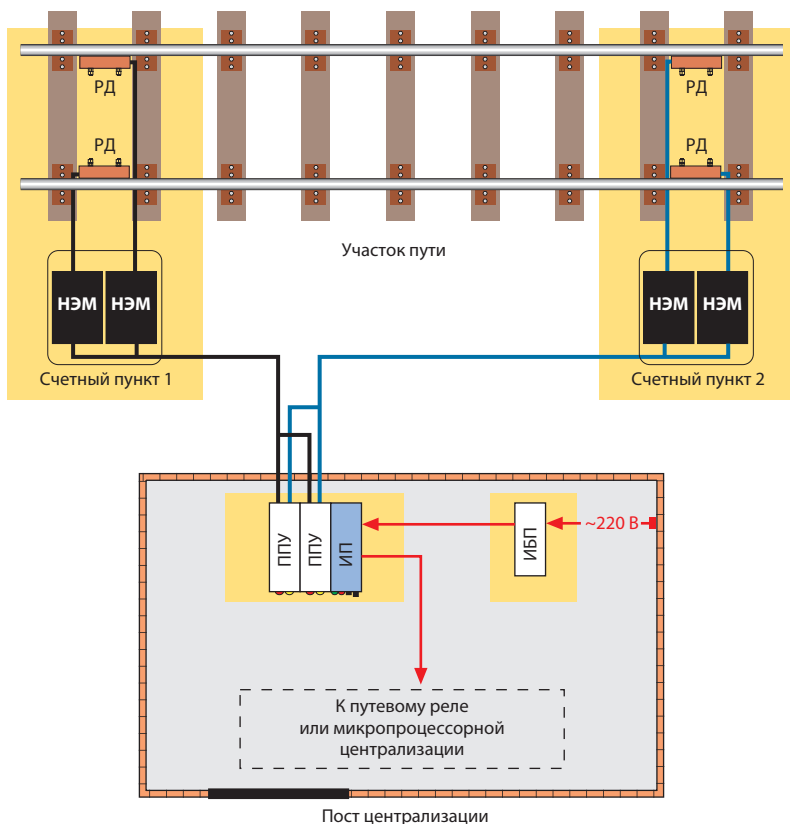 РД
РД
РД
РД
Участок пути
НЭМ
НЭМ
НЭМ
НЭМ
Счетный пункт 1
Счетный пункт 2
ППУ
ППУ
ИП
ИБП
~220 В
К путевому реле
или микропроцессорной
централизации
Пост централизации